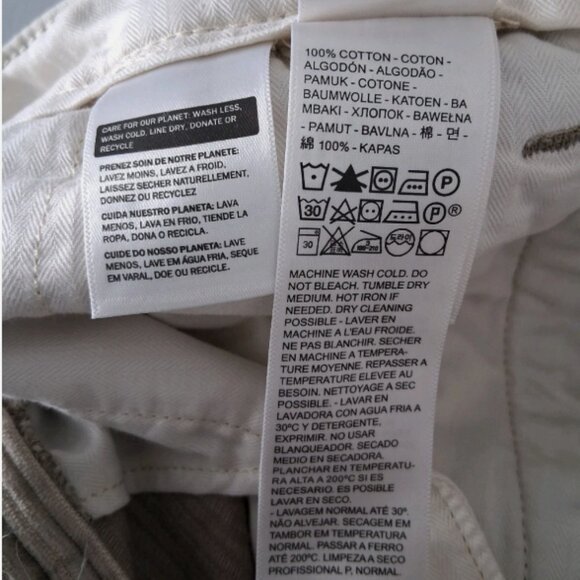 CARE FOR OUR PLANET: WASH LESS,
WASH COLD, LINE DRY, DONATE OR
RECYCLE
PRENEZ SOIN DE NOTRE PLANETE:
LAVEZ MOINS, LAVEZ A FROID,
LAISSEZ SECHER NATURELLEMENT,
DONNEZ OU RECYCLEZ
CUIDA NUESTRO PLANETA: LAVA
MENOS, LAVA EN FRIO, TIENDE LA
ROPA, DONA O RECICLA.
CUIDE DO NOSSO PLANETA: LAVE
MENOS, LAVE EM ÁGUA FRIA, SEQUE
EM VARAL, DOE OU RECICLE.
100% COTTON - COTON -
ALGODÓN - ALGODÃO -
PAMUK - COTONE -
BAUMWOLLE - KATOEN - BA
MBAKI - ХЛОПОК - BAWEŁNA
- PAMUT - BAVLNA - 棉 - 면 -
綿 100% - KAPAS
P
30 P®
30 180-210 드라이
MACHINE WASH COLD. DO
NOT BLEACH. TUMBLE DRY
MEDIUM. HOT IRON IF
NEEDED. DRY CLEANING
POSSIBLE - LAVER EN
MACHINE A L'EAU FROIDE.
NE PAS BLANCHIR. SECHER
EN MACHINE A TEMPERA-
TURE MOYENNE. REPASSER A
TEMPERATURE ELEVEE AU
BESOIN. NETTOYAGE A SEC
POSSIBLE. - LAVAR EN
LAVADORA CON AGUA FRIA A
30ºC Y DETERGENTE,
EXPRIMIR. NO USAR
BLANQUEADOR. SECADO
MEDIO EN SECADORA.
PLANCHAR EN TEMPERATU-
RA ALTA A 200ºC SI ES
NECESARIO. ES POSIBLE
LAVAR EN SECO.
- LAVAGEM NORMAL ATÉ 30º.
NÃO ALVEJAR. SECAGEM EM
TAMBOR EM TEMPERATURA
NORMAL. PASSAR A FERRO
ATÉ 200ºC. LIMPEZA A SECO
PROFISSIONAL P, NORMAL.